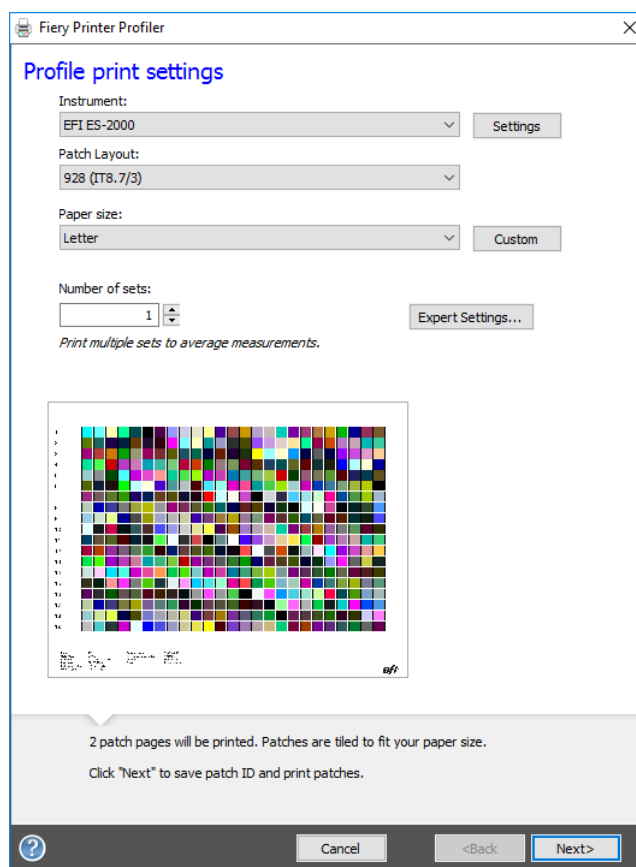 Fiery Printer Profiler
Profile print settings
Instrument:
EFI ES-2000
Settings
Patch Layout:
928 (IT8.7/3)
Paper size:
Letter
Custom
Number of sets:
1
Expert Settings...
Print multiple sets to average measurements.
efi
2 patch pages will be printed. Patches are tiled to fit your paper size.
Click "Next" to save patch ID and print patches.
?
Cancel
<Back
Next>